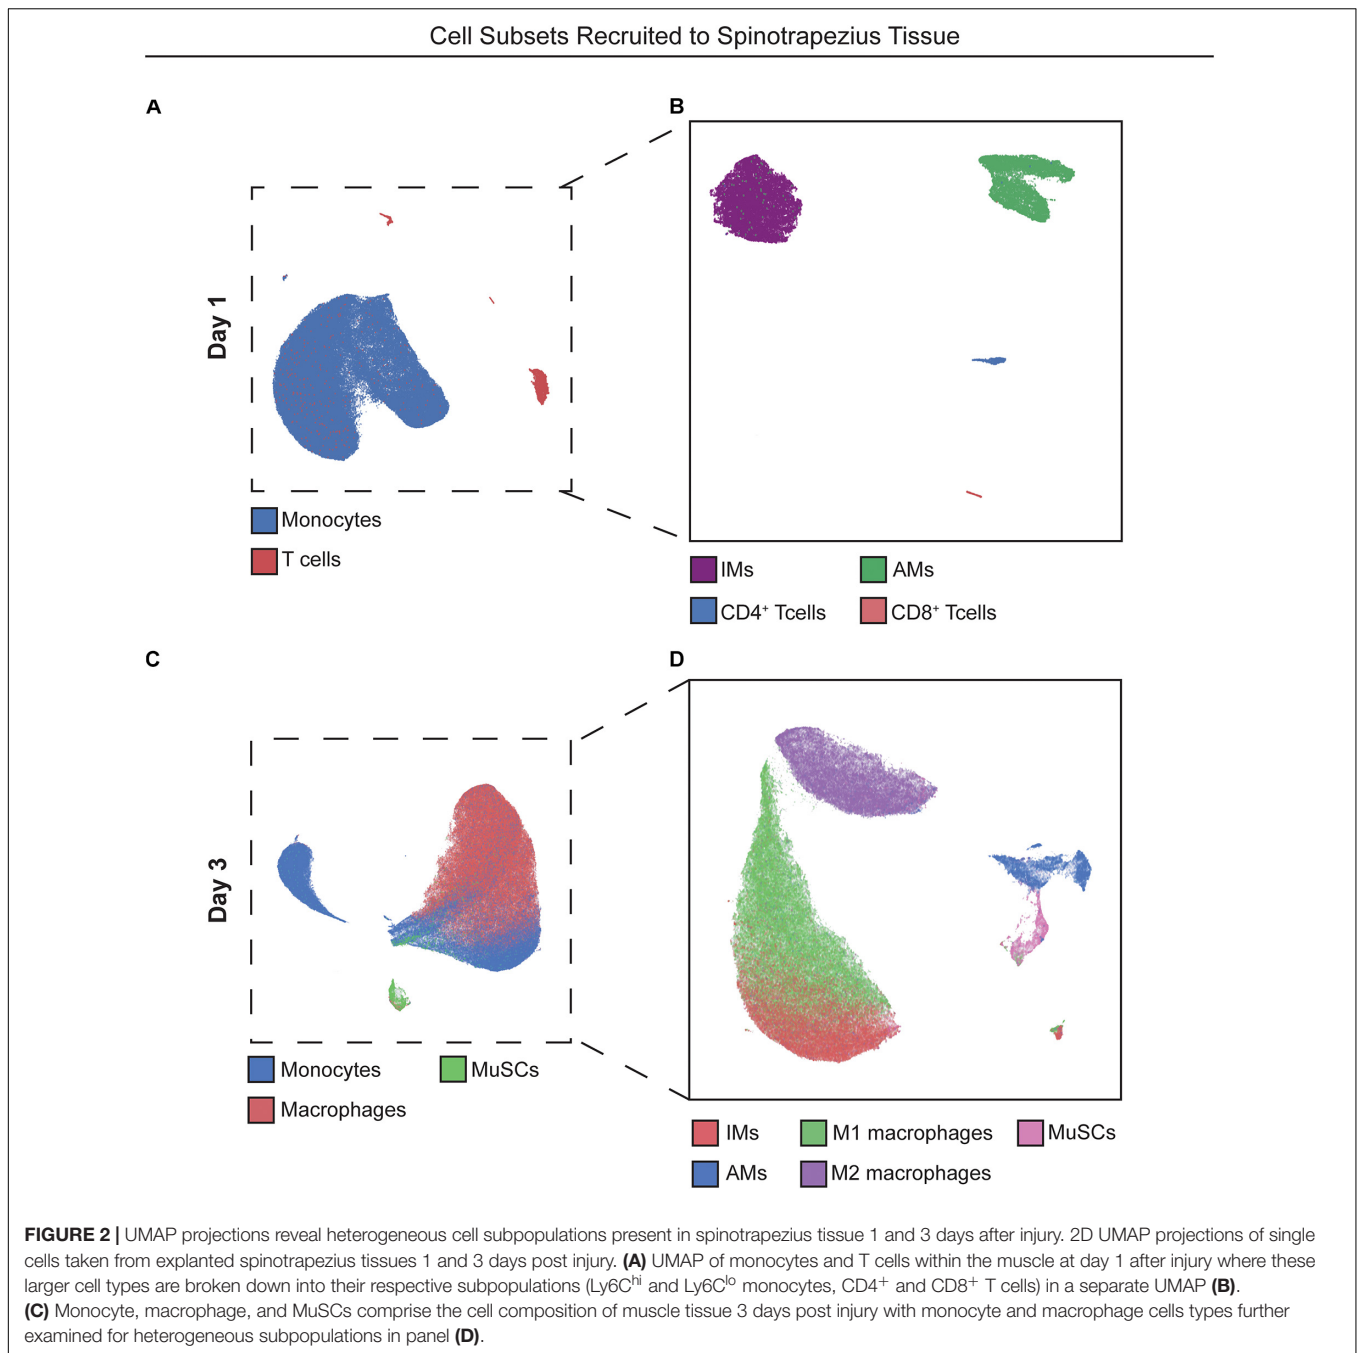 Cell Subsets Recruited to Spinotrapezius Tissue
A
B
Day 1
Monocytes
T cells
IMs
AMs
CD4⁺ Tcells
CD8⁺ Tcells
C
D
Day 3
Monocytes
MuSCs
Macrophages
IMs
M1 macrophages
MuSCs
AMs
M2 macrophages
FIGURE 2 | UMAP projections reveal heterogeneous cell subpopulations present in spinotrapezius tissue 1 and 3 days after injury. 2D UMAP projections of single
cells taken from explanted spinotrapezius tissues 1 and 3 days post injury. (A) UMAP of monocytes and T cells within the muscle at day 1 after injury where these
larger cell types are broken down into their respective subpopulations (Ly6Cʰⁱ and Ly6Cˡᵒ monocytes, CD4⁺ and CD8⁺ T cells) in a separate UMAP (B).
(C) Monocyte, macrophage, and MuSCs comprise the cell composition of muscle tissue 3 days post injury with monocyte and macrophage cells types further
examined for heterogeneous subpopulations in panel (D).